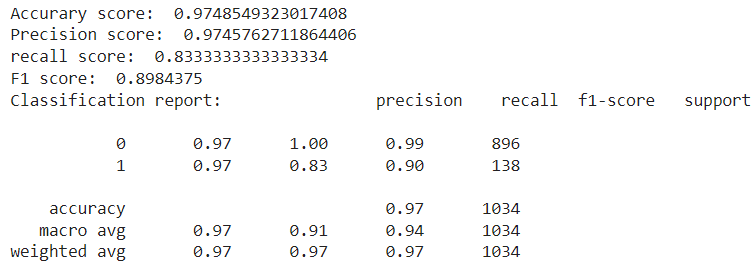 Accurary score:  0.9748549323017408
Precision score:  0.9745762711864406
recall score:  0.8333333333333334
F1 score:  0.8984375
Classification report:               precision    recall  f1-score   support
0       0.97      1.00      0.99       896
1       0.97      0.83      0.90       138
accuracy                           0.97      1034
macro avg       0.97      0.91      0.94      1034
weighted avg       0.97      0.97      0.97      1034